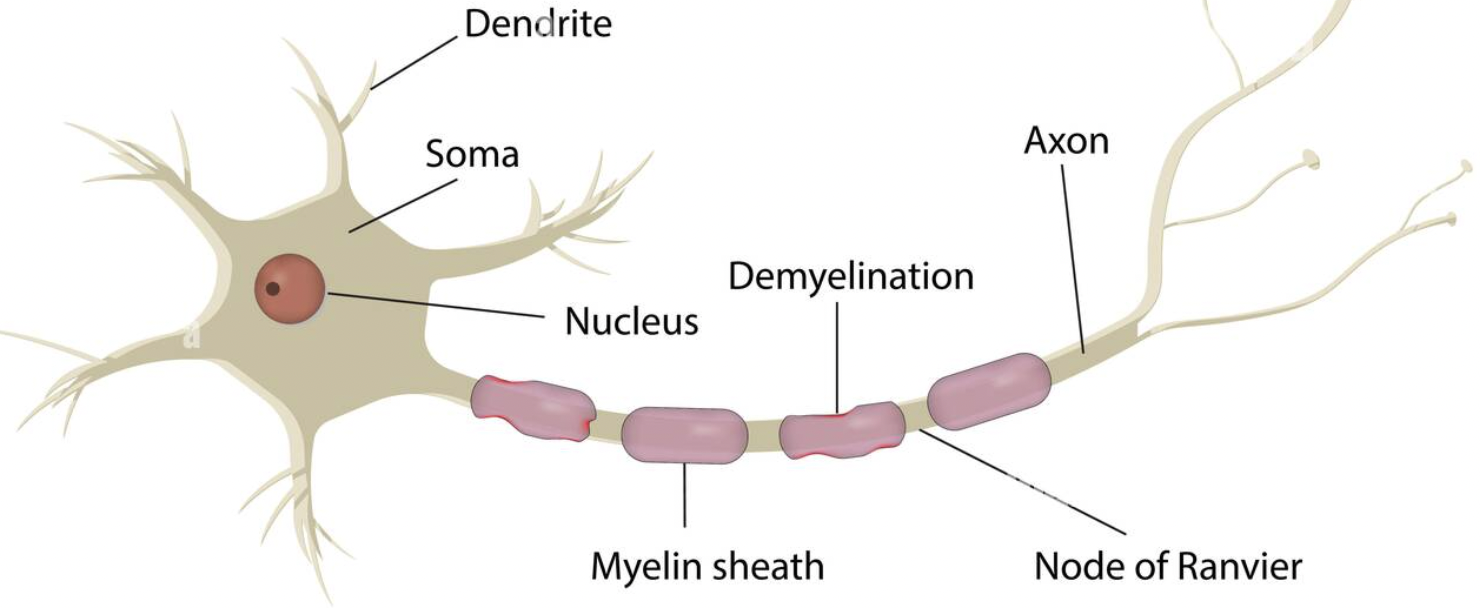 Dendrite
Soma
Axon
Demyelination
Nucleus
Myelin sheath
Node of Ranvier